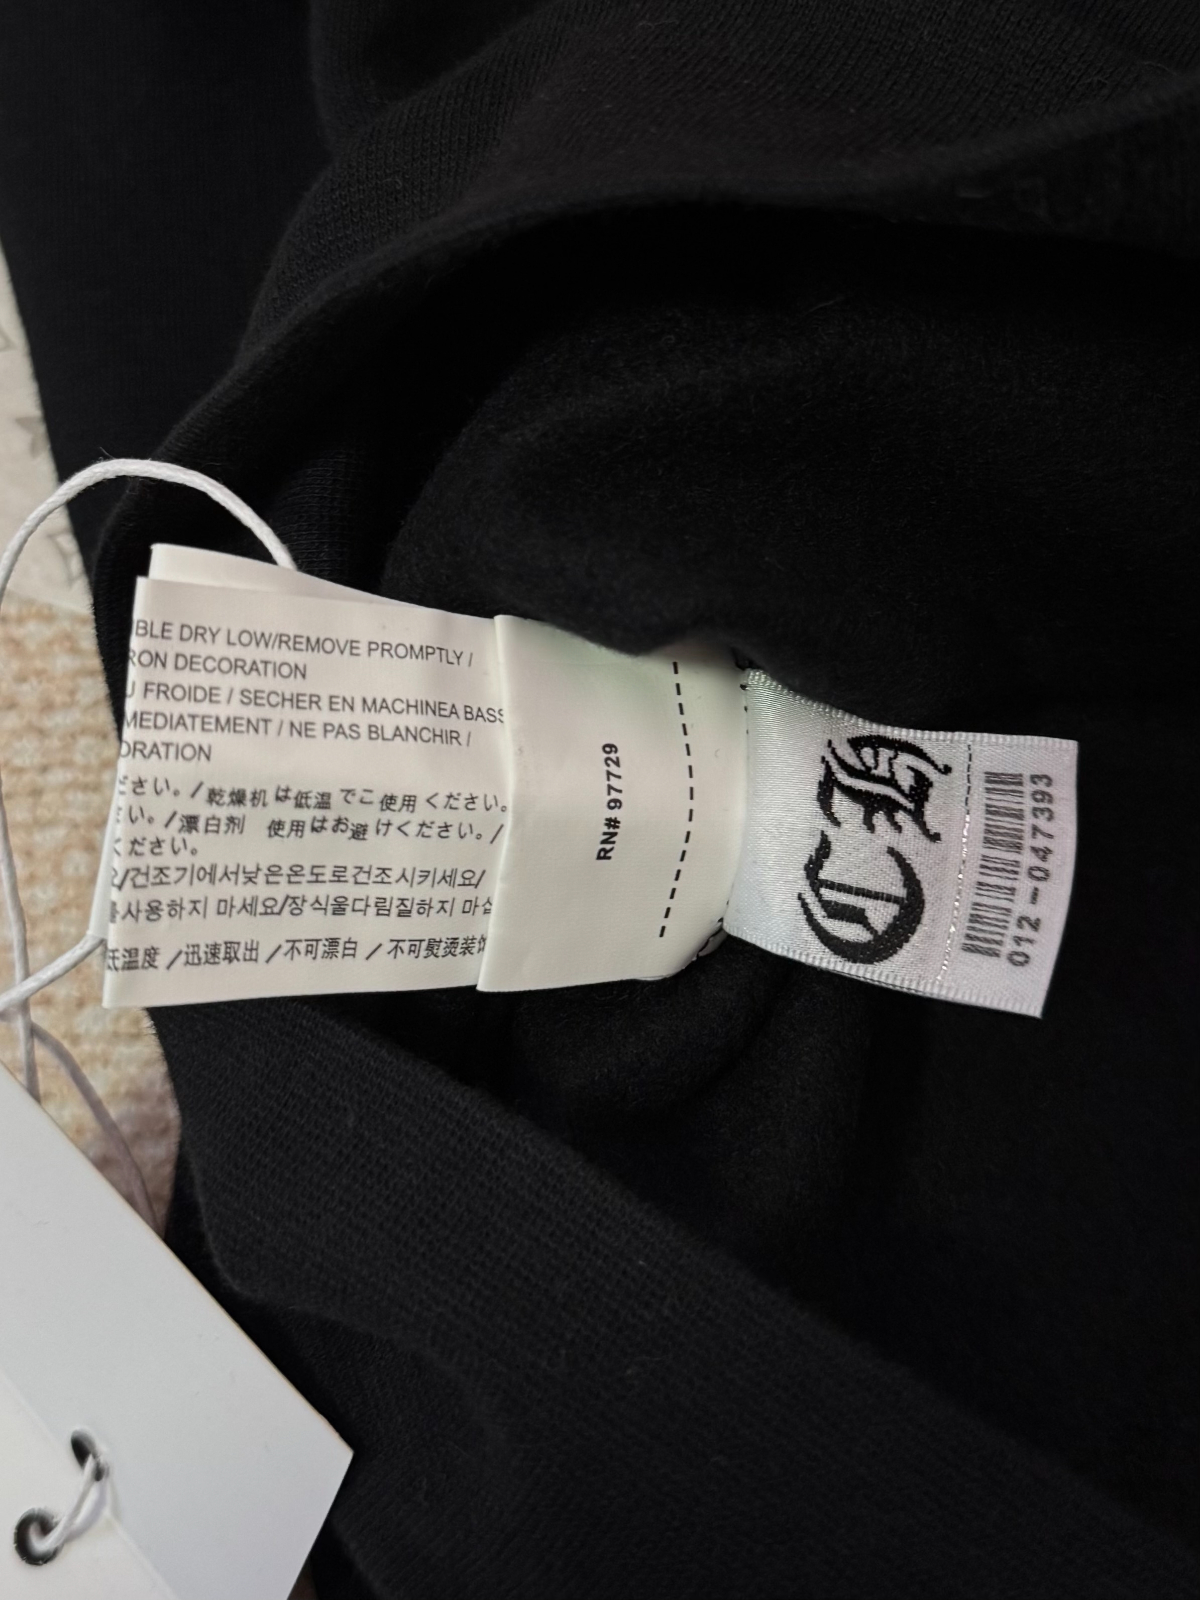 BLE DRY LOW/REMOVE PROMPTLY /
RON DECORATION
U FROIDE / SECHER EN MACHINEA BASS
MEDIATEMENT / NE PAS BLANCHIR /
ORATION
ださい。/乾燥机は低温でご使用ください。
い。/漂白剤 使用はお避けください。/
ください。
요/건조기에서낮은온도로건조시키세요/
를사용하지 마세요/장식울다림질하지 마십
低温度 /迅速取出 /不可漂白 / 不可熨烫装饰
RN# 97729
CH
012-047393